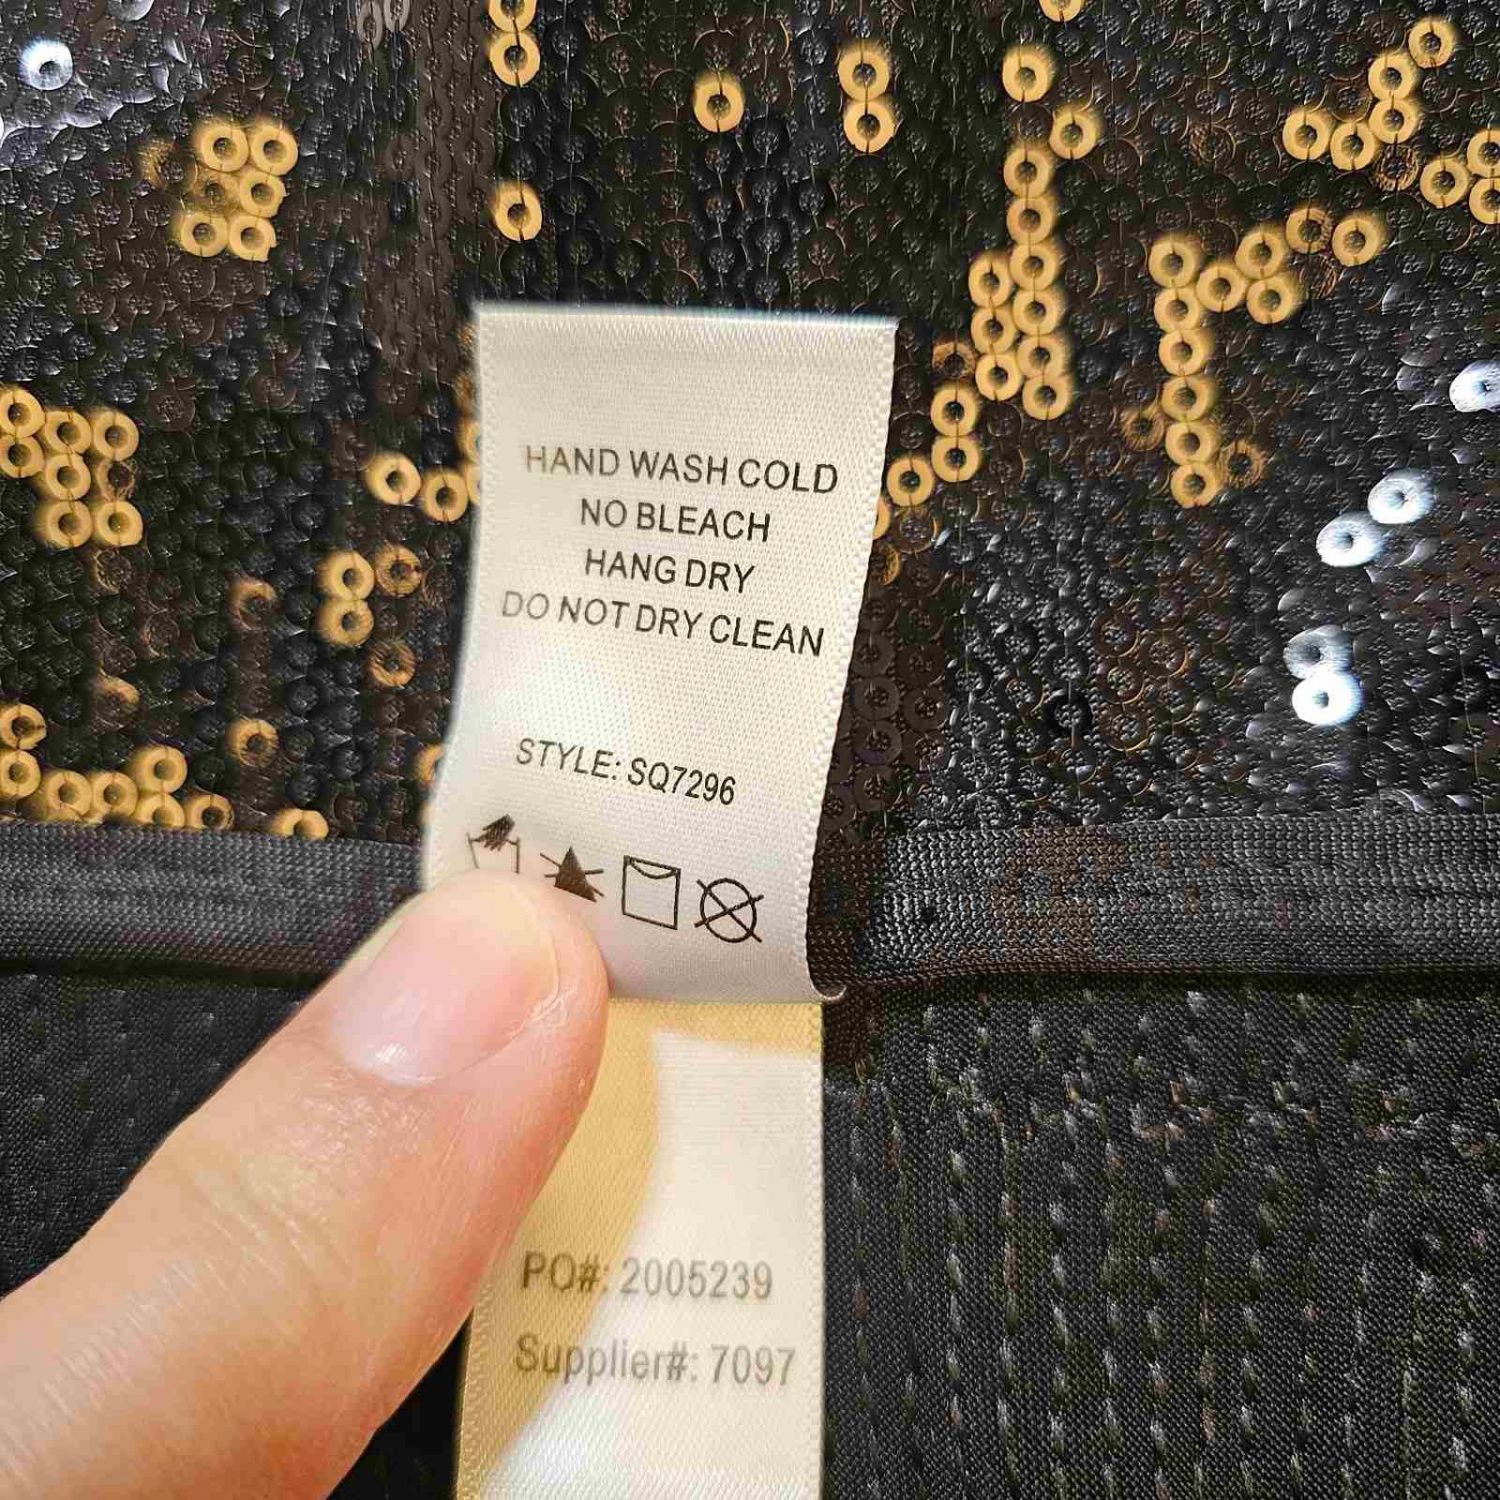 HAND WASH COLD
NO BLEACH
HANG DRY
DO NOT DRY CLEAN
STYLE: SQ7296
PO#: 2005239
Supplier#: 7097